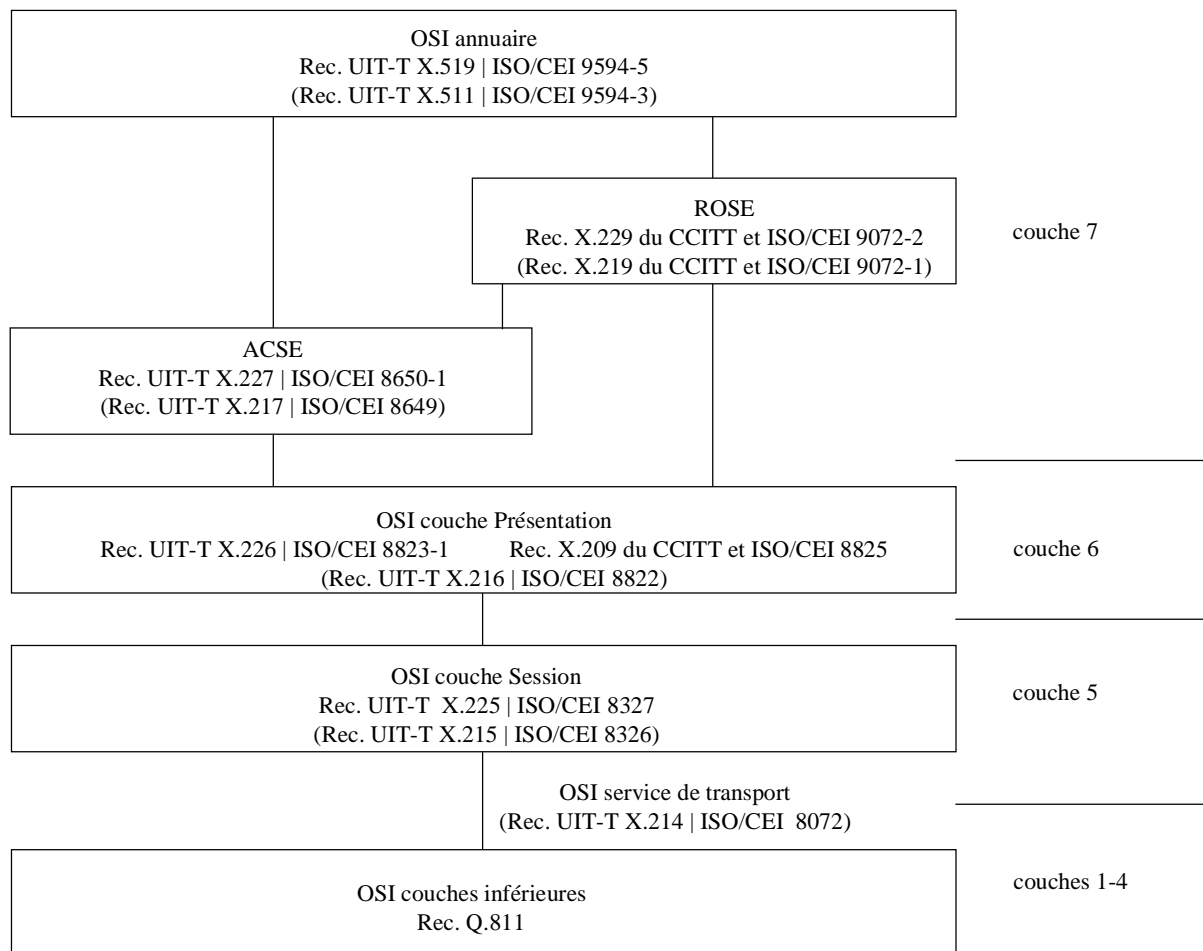 OSI annuaire
Rec. UIT-T X.519 | ISO/CEI 9594-5
(Rec. UIT-T X.511 | ISO/CEI 9594-3)
ROSE
Rec. X.229 du CCITT et ISO/CEI 9072-2
(Rec. X.219 du CCITT et ISO/CEI 9072-1)
couche 7
ACSE
Rec. UIT-T X.227 | ISO/CEI 8650-1
(Rec. UIT-T X.217 | ISO/CEI 8649)
OSI couche Présentation
Rec. UIT-T X.226 | ISO/CEI 8823-1 Rec. X.209 du CCITT et ISO/CEI 8825
(Rec. UIT-T X.216 | ISO/CEI 8822)
couche 6
OSI couche Session
Rec. UIT-T X.225 | ISO/CEI 8327
(Rec. UIT-T X.215 | ISO/CEI 8326)
couche 5
OSI service de transport
(Rec. UIT-T X.214 | ISO/CEI 8072)
OSI couches inférieures
Rec. Q.811
couches 1-4